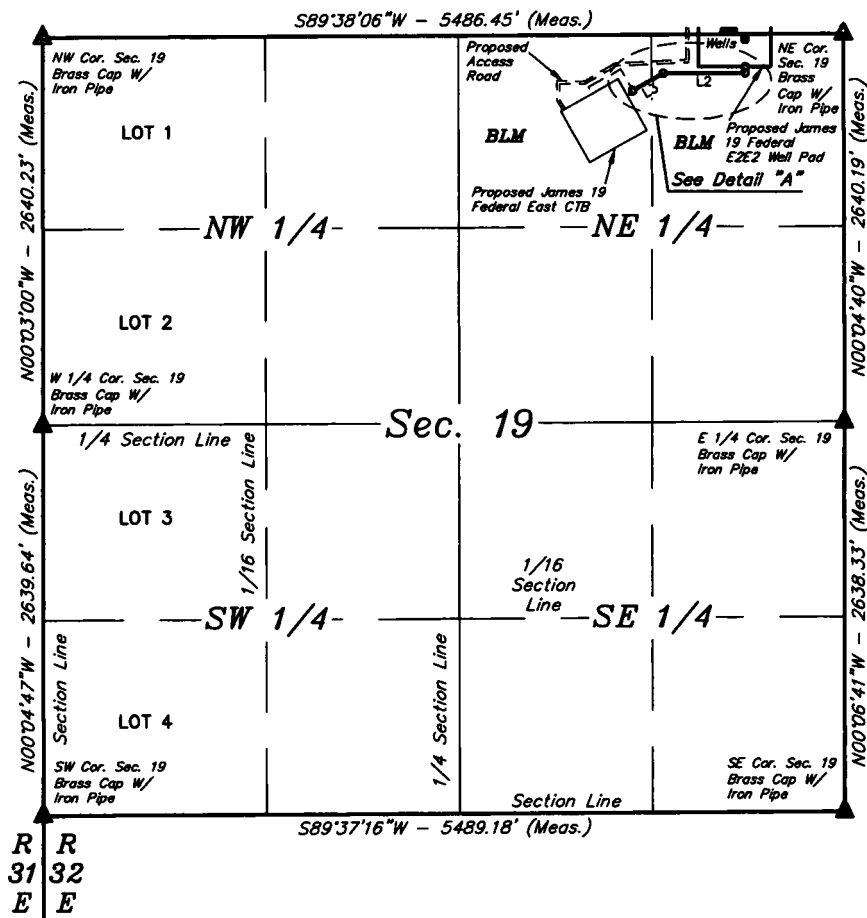 S89°38'06"W - 5486.45' (Meas.)
NW Cor. Sec. 19
Brass Cap W/
Iron Pipe
Proposed
Access
Road
Wells
NE Cor.
Sec. 19
Brass
Cap W/
Iron Pipe
L2
LOT 1
BLM
BLM
Proposed James
19 Federal
E2E2 Well Pad
See Detail "A"
Proposed James 19
Federal East CTB
N00°03'00"W - 2640.23' (Meas.)
N00°04'40"W - 2640.19' (Meas.)
NW 1/4
NE 1/4
LOT 2
W 1/4 Cor. Sec. 19
Brass Cap W/
Iron Pipe
Sec. 19
1/4 Section Line
E 1/4 Cor. Sec. 19
Brass Cap W/
Iron Pipe
LOT 3
1/16 Section Line
1/16
Section
Line
N00°04'47"W - 2639.64' (Meas.)
N00°06'41"W - 2638.33' (Meas.)
SW 1/4
SE 1/4
Section Line
LOT 4
1/4 Section Line
SW Cor. Sec. 19
Brass Cap W/
Iron Pipe
SE Cor. Sec. 19
Brass Cap W/
Iron Pipe
Section Line
S89°37'16"W - 5489.18' (Meas.)
R R
31 32
E E